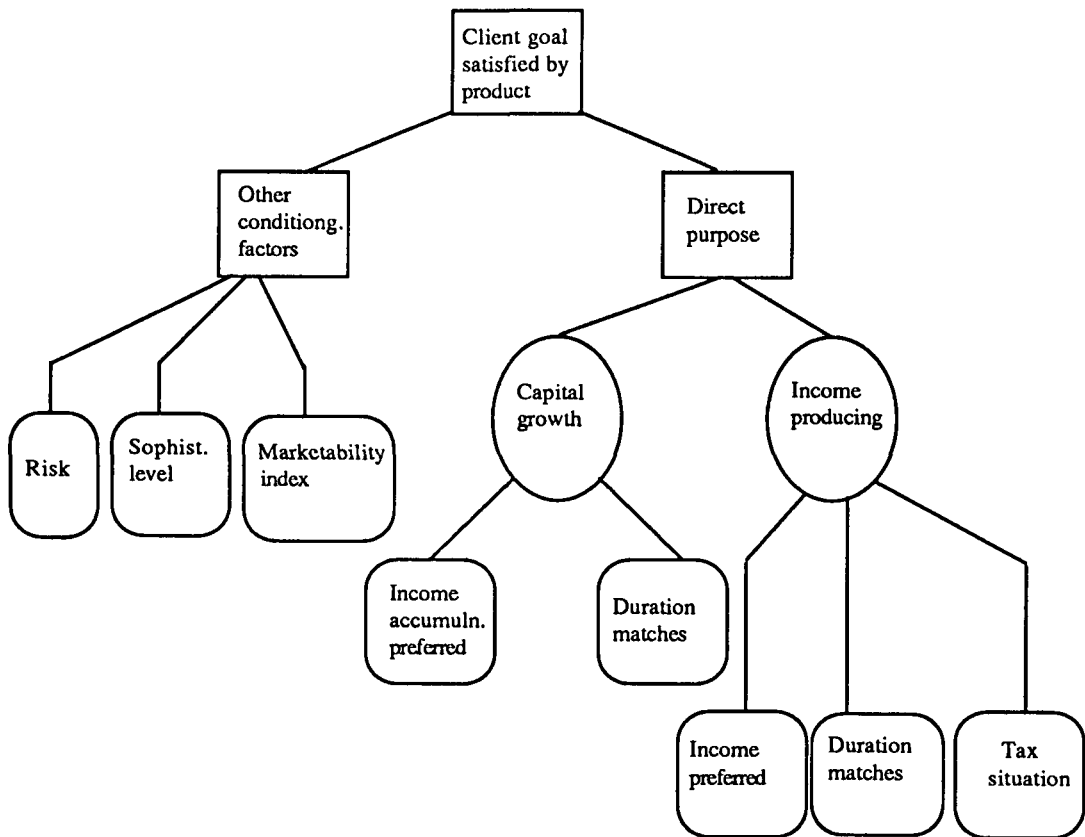 Client goal
satisfied by
product
Other
conditiong.
factors
Direct
purpose
Capital
growth
Income
producing
Risk
Sophist.
level
Marketability
index
Income
accumuln.
preferred
Duration
matches
Income
preferred
Duration
matches
Tax
situation